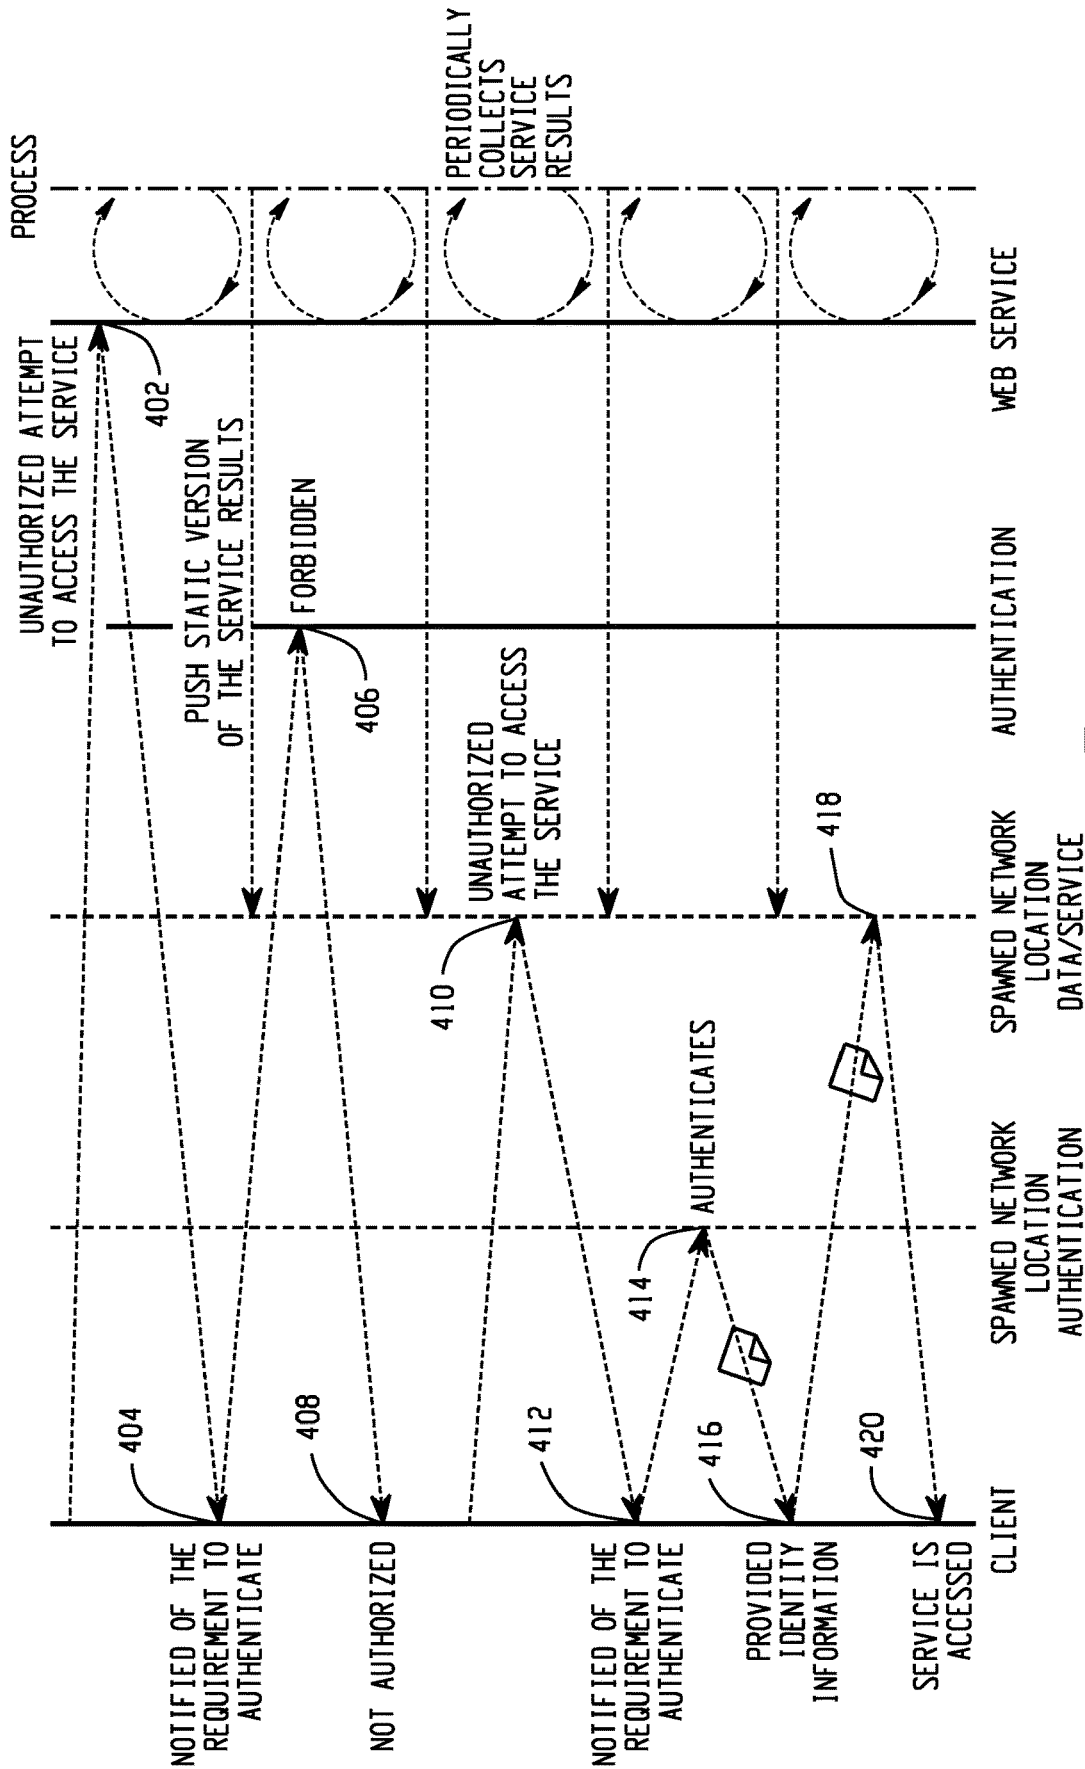 PROCESS
PERIODICALLY
COLLECTS
SERVICE
RESULTS
UNAUTHORIZED ATTEMPT
TO ACCESS THE SERVICE
402
WEB SERVICE
PUSH STATIC VERSION
OF THE SERVICE RESULTS
FORBIDDEN
406
AUTHENTICATION
UNAUTHORIZED
ATTEMPT TO ACCESS
THE SERVICE
410
418
SPAWNED NETWORK
LOCATION
DATA/SERVICE
AUTHENTICATES
414
SPAWNED NETWORK
LOCATION
AUTHENTICATION
404
408
412
416
420
CLIENT
NOTIFIED OF THE
REQUIREMENT TO
AUTHENTICATE
NOT AUTHORIZED
NOTIFIED OF THE
REQUIREMENT TO
AUTHENTICATE
PROVIDED
IDENTITY
INFORMATION
SERVICE IS
ACCESSED